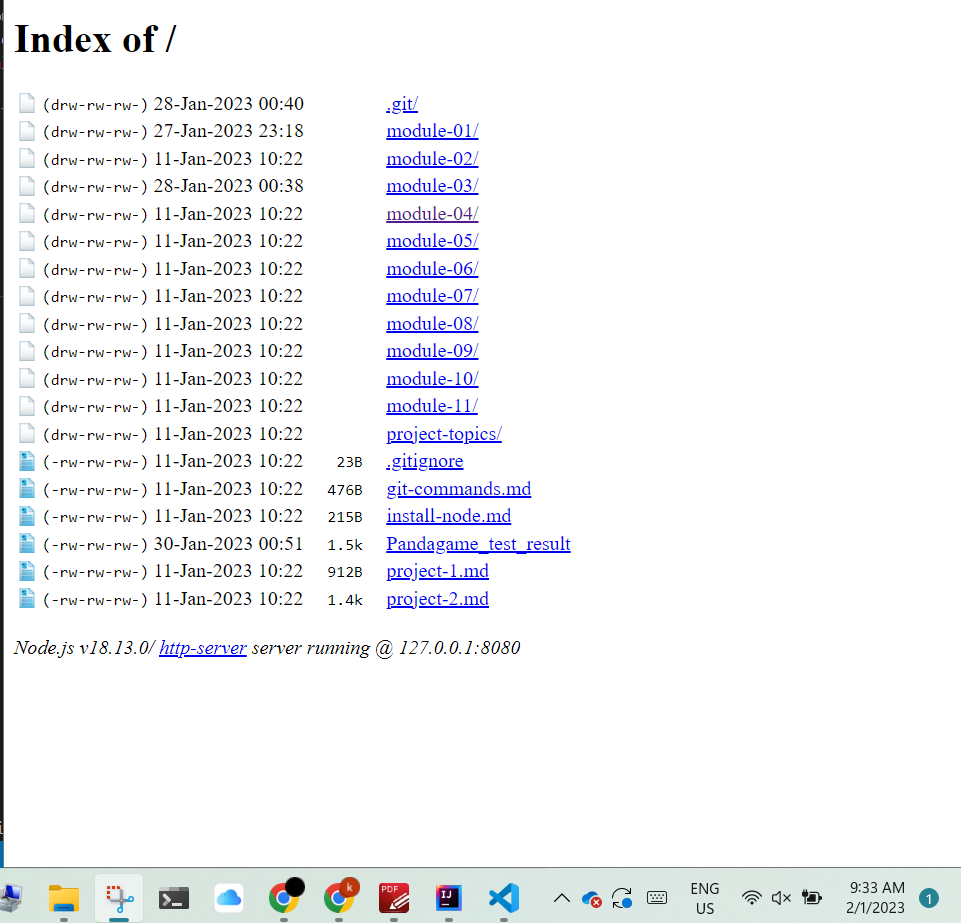 Index of /
(drw-rw-rw-) 28-Jan-2023 00:40 .git/
(drw-rw-rw-) 27-Jan-2023 23:18 module-01/
(drw-rw-rw-) 11-Jan-2023 10:22 module-02/
(drw-rw-rw-) 28-Jan-2023 00:38 module-03/
(drw-rw-rw-) 11-Jan-2023 10:22 module-04/
(drw-rw-rw-) 11-Jan-2023 10:22 module-05/
(drw-rw-rw-) 11-Jan-2023 10:22 module-06/
(drw-rw-rw-) 11-Jan-2023 10:22 module-07/
(drw-rw-rw-) 11-Jan-2023 10:22 module-08/
(drw-rw-rw-) 11-Jan-2023 10:22 module-09/
(drw-rw-rw-) 11-Jan-2023 10:22 module-10/
(drw-rw-rw-) 11-Jan-2023 10:22 module-11/
(drw-rw-rw-) 11-Jan-2023 10:22 project-topics/
(-rw-rw-rw-) 11-Jan-2023 10:22 23B .gitignore
(-rw-rw-rw-) 11-Jan-2023 10:22 476B git-commands.md
(-rw-rw-rw-) 11-Jan-2023 10:22 215B install-node.md
(-rw-rw-rw-) 30-Jan-2023 00:51 1.5k Pandagame_test_result
(-rw-rw-rw-) 11-Jan-2023 10:22 912B project-1.md
(-rw-rw-rw-) 11-Jan-2023 10:22 1.4k project-2.md
Node.js v18.13.0/ http-server server running @ 127.0.0.1:8080
k
PDF
IJ
ENG
US
9:33 AM
2/1/2023
1